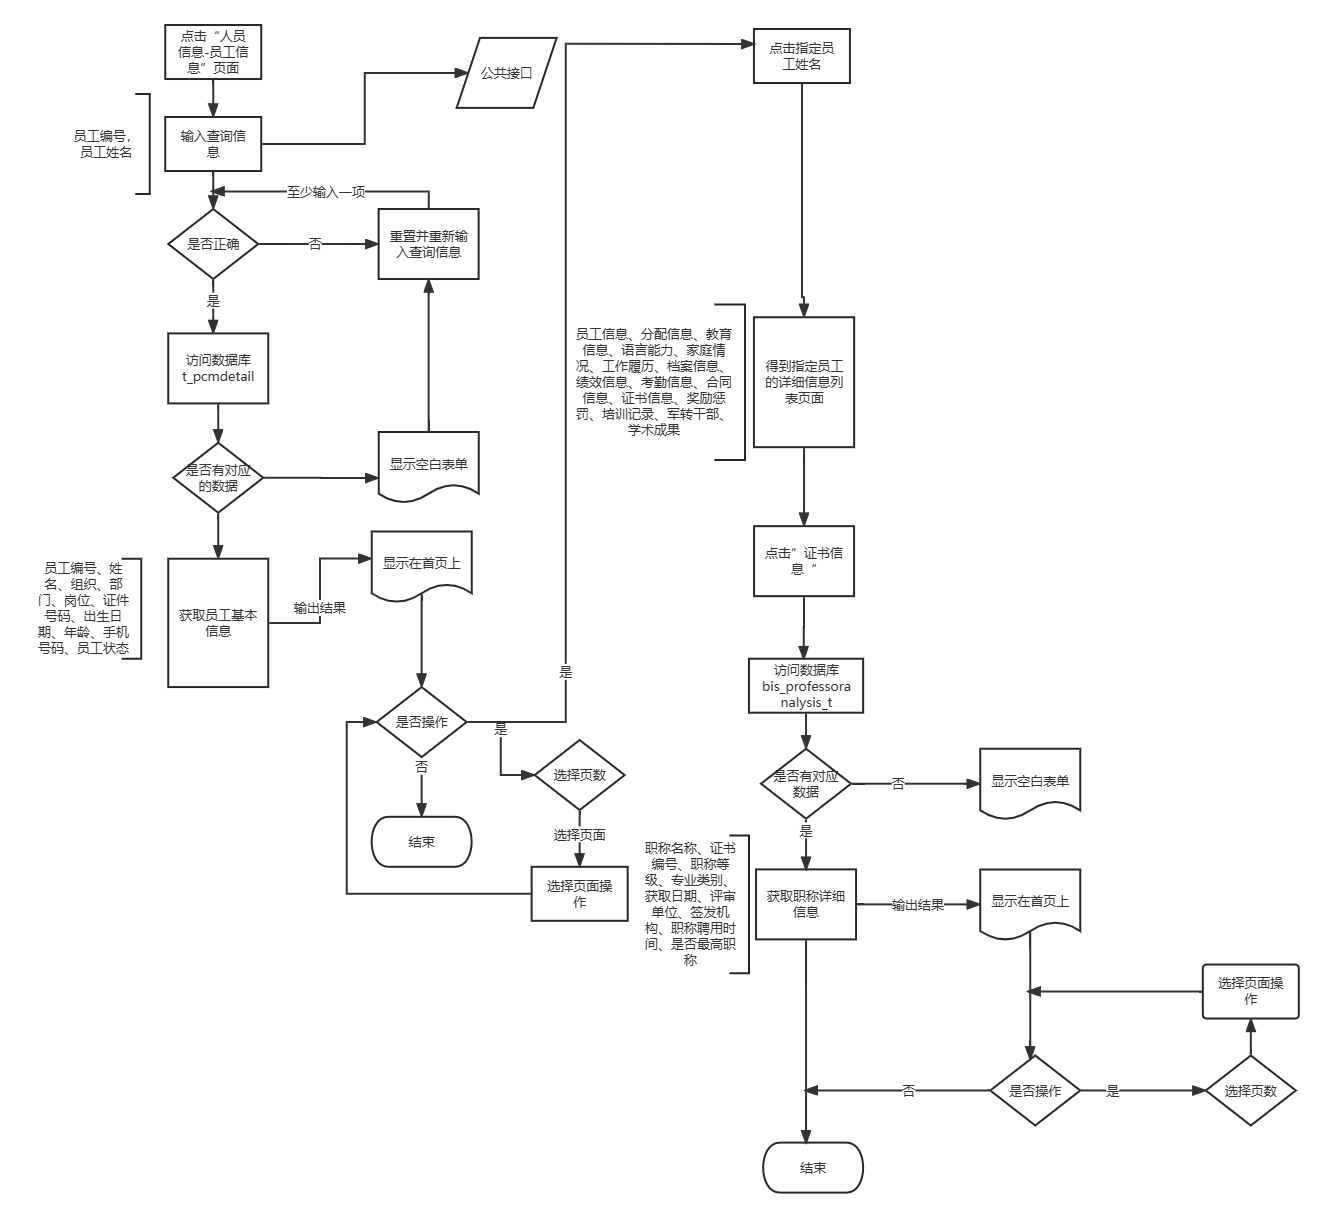 点击“人员
信息-员工信
息”页面
公共接口
员工编号，
员工姓名
输入查询信
息
至少输入一项
是否正确
否
重置并重新输
入查询信息
是
访问数据库
t_pcmdetail
是否有对应
的数据
显示空白表单
员工编号、姓
名、组织、部
门、岗位、证件
号码、出生日
期、年龄、手机
号码、员工状态
获取员工基本
信息
输出结果
显示在首页上
是否操作
是
是
否
结束
选择页数
选择页面
选择页面操
作
点击指定员
工姓名
员工信息、分配信息、教育
信息、语言能力、家庭情
况、工作履历、档案信息、
绩效信息、考勤信息、合同
信息、证书信息、奖励惩
罚、培训记录、军转干部、
学术成果
得到指定员工
的详细信息列
表页面
点击”证书信
息“
访问数据库
bis_professora
nalysis_t
是否有对应
数据
否
显示空白表单
是
职称名称、证书
编号、职称等
级、专业类别、
获取日期、评审
单位、签发机
构、职称聘用时
间、是否最高职
称
获取职称详细
信息
输出结果
显示在首页上
选择页面操
作
否
是否操作
是
选择页数
结束